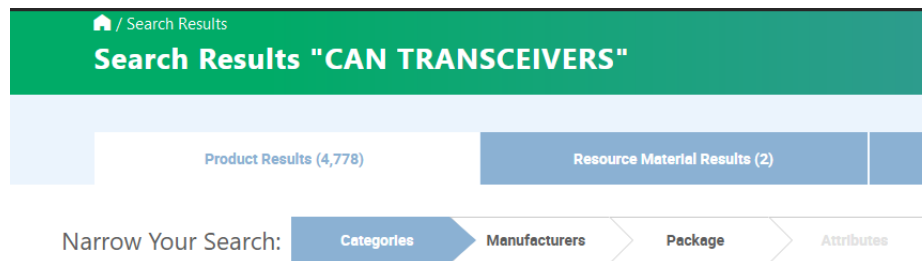 / Search Results
Search Results "CAN TRANSCEIVERS"
Product Results (4,778) Resource Material Results (2)
Narrow Your Search: Categories Manufacturers Package Attributes